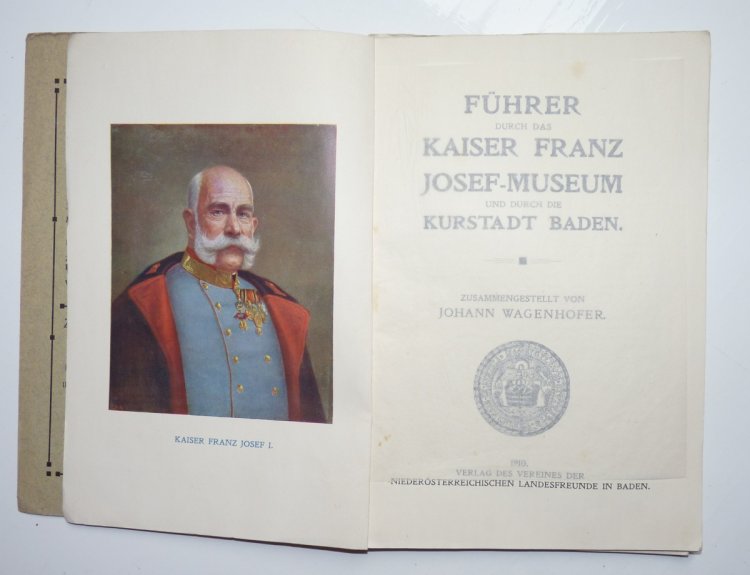 KAISER FRANZ JOSEF I.
FÜHRER
DURCH DAS
KAISER FRANZ
JOSEF-MUSEUM
UND DURCH DIE
KURSTADT BADEN.
ZUSAMMENGESTELLT VON
JOHANN WAGENHOFER.
1910.
VERLAG DES VEREINES DER
NIEDERÖSTERREICHISCHEN LANDESFREUNDE IN BADEN.